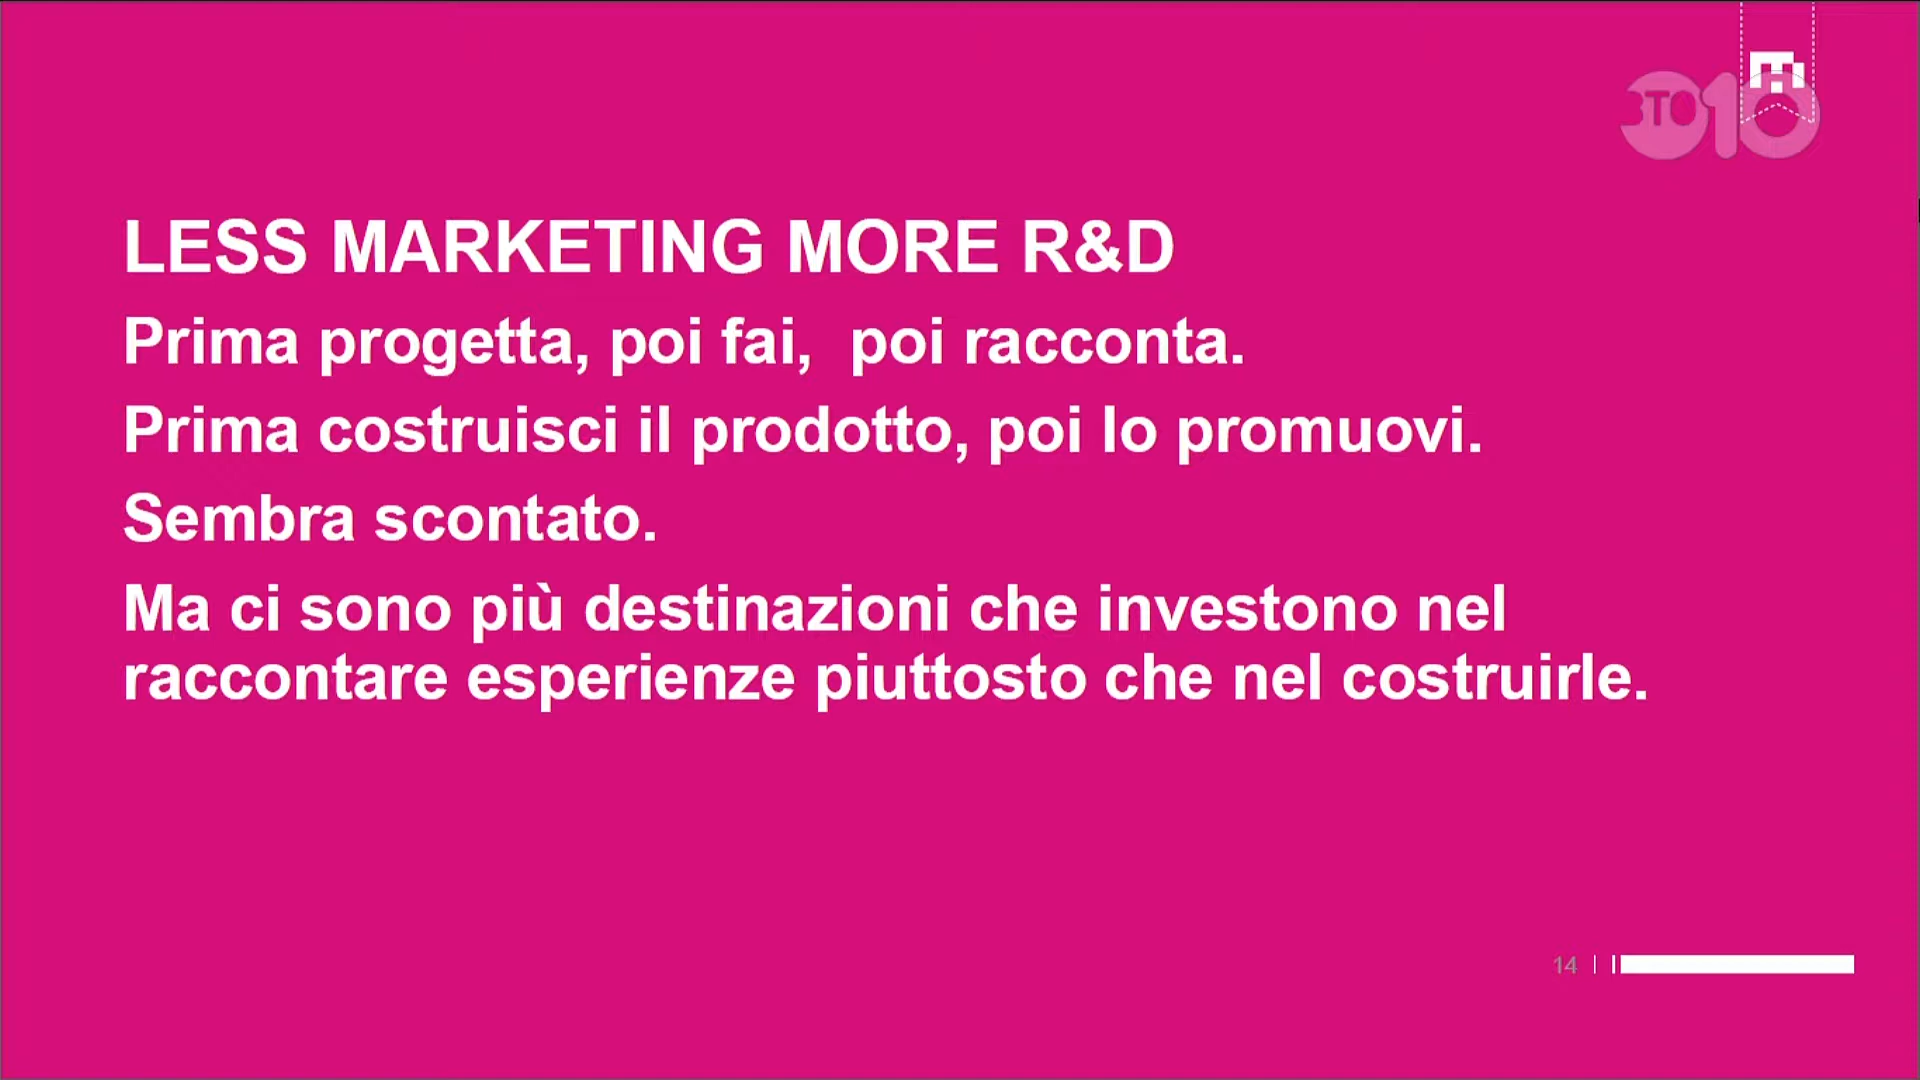 BTO10
LESS MARKETING MORE R&D
Prima progetta, poi fai,  poi racconta.
Prima costruisci il prodotto, poi lo promuovi.
Sembra scontato.
Ma ci sono più destinazioni che investono nel
raccontare esperienze piuttosto che nel costruirle.
14